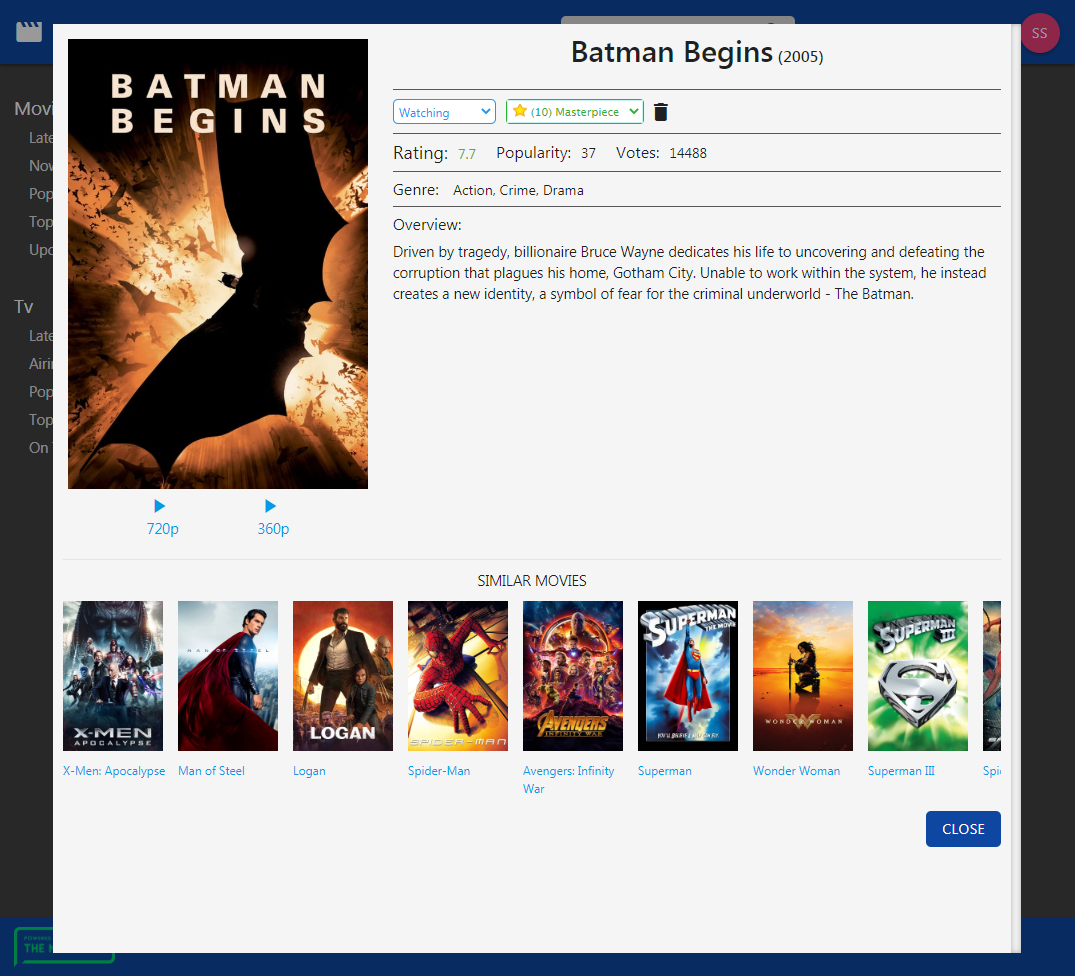 SS
Batman Begins (2005)
BATMAN
BEGINS
Watching
(10) Masterpiece
Rating: 7.7 Popularity: 37 Votes: 14488
Genre: Action, Crime, Drama
Overview:
Driven by tragedy, billionaire Bruce Wayne dedicates his life to uncovering and defeating the
corruption that plagues his home, Gotham City. Unable to work within the system, he instead
creates a new identity, a symbol of fear for the criminal underworld - The Batman.
Movi
Late
Now
Pop
Top
Upc
Tv
Late
Airi
Pop
Top
On
720p 360p
SIMILAR MOVIES
X-MEN
APOCALYPSE
MAN OF STEEL
LOGAN
SPIDER-MAN
AVENGERS
INFINITY WAR
SUPERMAN
THE MOVIE
YOU'LL BELIEVE A MAN CAN FLY.
WONDER WOMAN
SUPERMAN
III
X-Men: Apocalypse
Man of Steel
Logan
Spider-Man
Avengers: Infinity
War
Superman
Wonder Woman
Superman III
Spi
CLOSE
THE